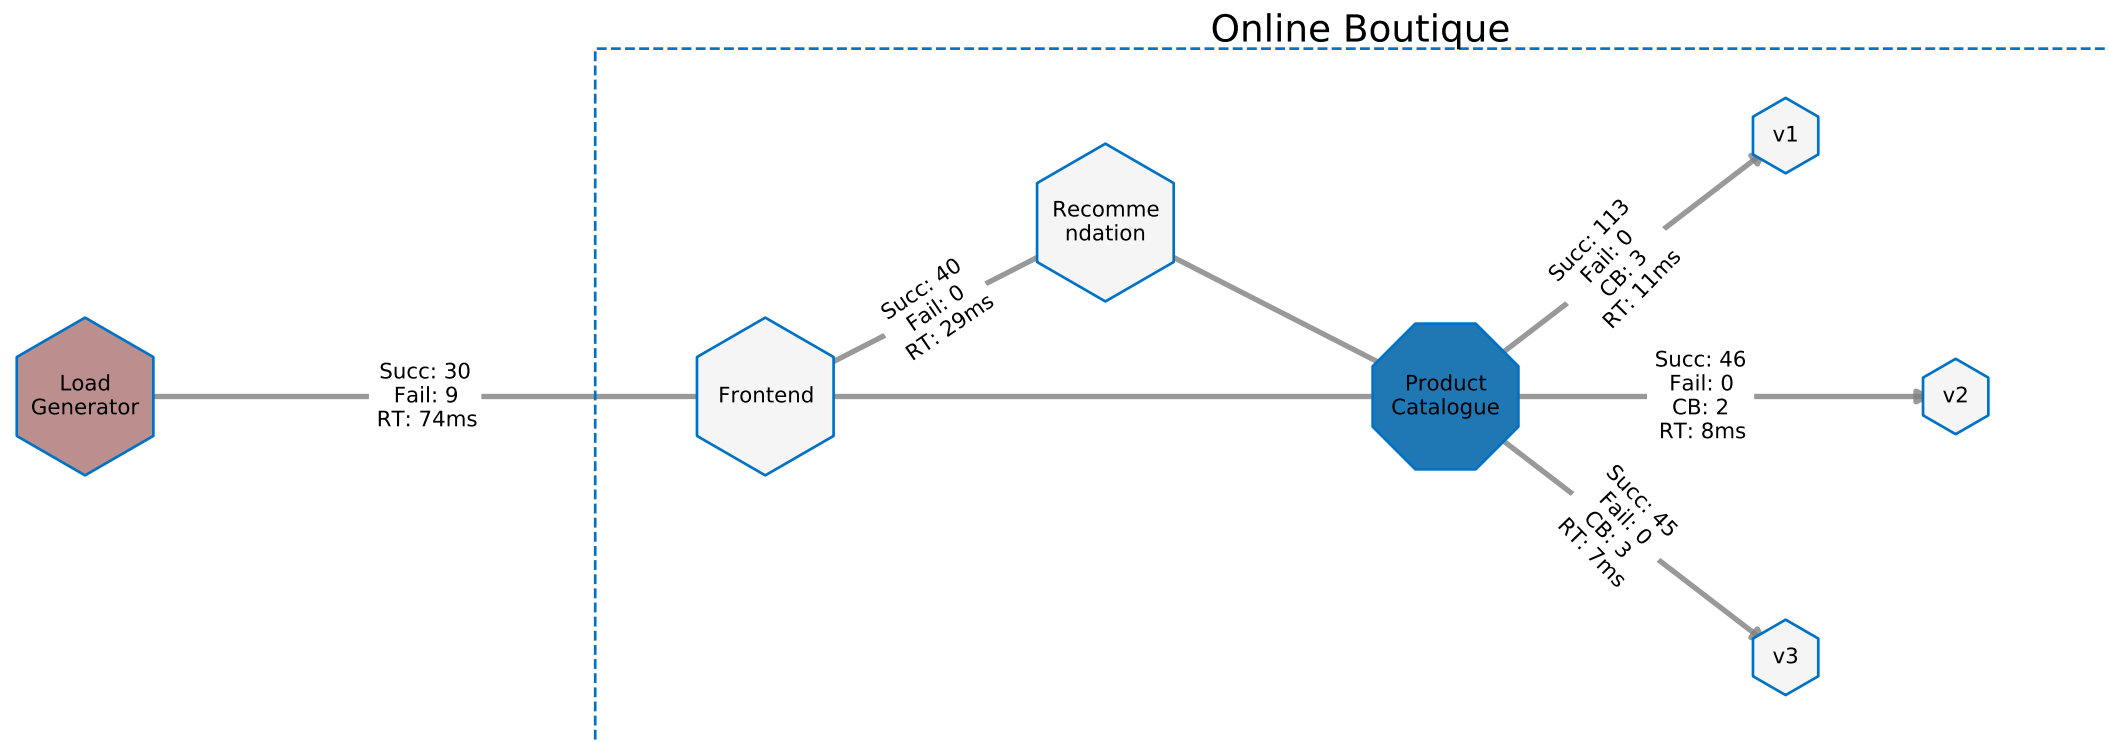 Online Boutique
v1
Recomme
ndation
Succ: 113
Fail: 0
CB: 3
RT: 11ms
Succ: 40
Fail: 0
RT: 29ms
Load
Generator
Succ: 30
Fail: 9
RT: 74ms
Frontend
Product
Catalogue
Succ: 46
Fail: 0
CB: 2
RT: 8ms
v2
Succ: 45
Fail: 0
CB: 3
RT: 7ms
v3